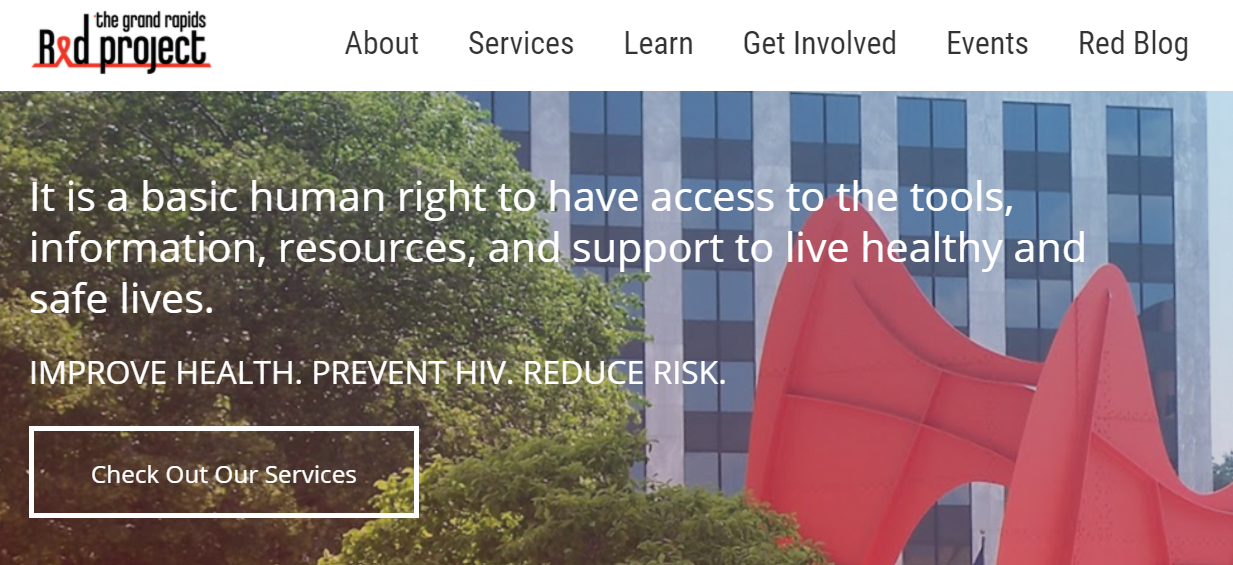 the grand rapids
Red project
About Services Learn Get Involved Events Red Blog
It is a basic human right to have access to the tools,
information, resources, and support to live healthy and
safe lives.
IMPROVE HEALTH. PREVENT HIV. REDUCE RISK.
Check Out Our Services